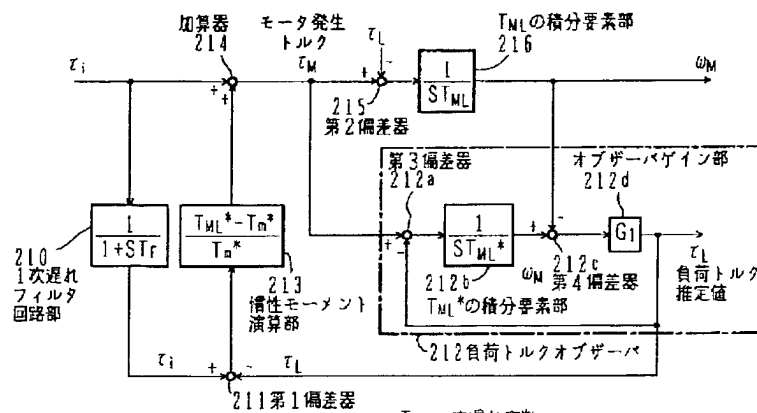 加算器
214
モータ発生
トルク
τL
TMLの積分要素部
216
τi
τM
ωM
+
+
+
-
1
STML
215
第2偏差器
第3偏差器
212a
オブザーバゲイン部
212d
210
1次遅れ
フィルタ
回路部
1
1+STF
TML*-Tm*
Tm*
213
慣性モーメント
演算部
+
-
1
STML*
+
-
G1
212b
TML*の積分要素部
ωM
212c
第4偏差器
τL
負荷トルク
推定値
212負荷トルクオブザーバ
τi
+
-
τL
211第1偏差器